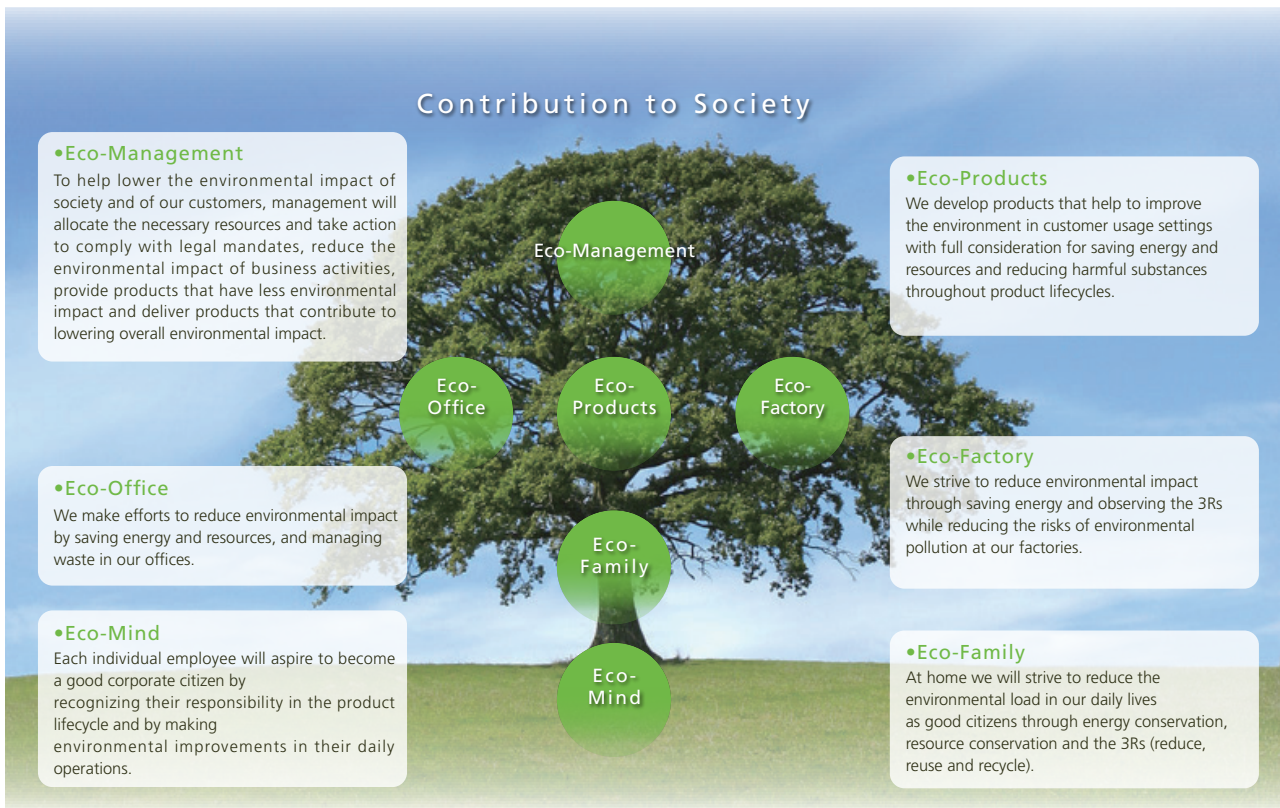 Contribution to Society
•Eco-Management
To help lower the environmental impact of
society and of our customers, management will
allocate the necessary resources and take action
to comply with legal mandates, reduce the
environmental impact of business activities,
provide products that have less environmental
impact and deliver products that contribute to
lowering overall environmental impact.
•Eco-Office
We make efforts to reduce environmental impact
by saving energy and resources, and managing
waste in our offices.
•Eco-Mind
Each individual employee will aspire to become
a good corporate citizen by
recognizing their responsibility in the product
lifecycle and by making
environmental improvements in their daily
operations.
Eco-Management
Eco-
Office
Eco-
Products
Eco-
Factory
Eco-
Family
Eco-
Mind
•Eco-Products
We develop products that help to improve
the environment in customer usage settings
with full consideration for saving energy and
resources and reducing harmful substances
throughout product lifecycles.
•Eco-Factory
We strive to reduce environmental impact
through saving energy and observing the 3Rs
while reducing the risks of environmental
pollution at our factories.
•Eco-Family
At home we will strive to reduce the
environmental load in our daily lives
as good citizens through energy conservation,
resource conservation and the 3Rs (reduce,
reuse and recycle).